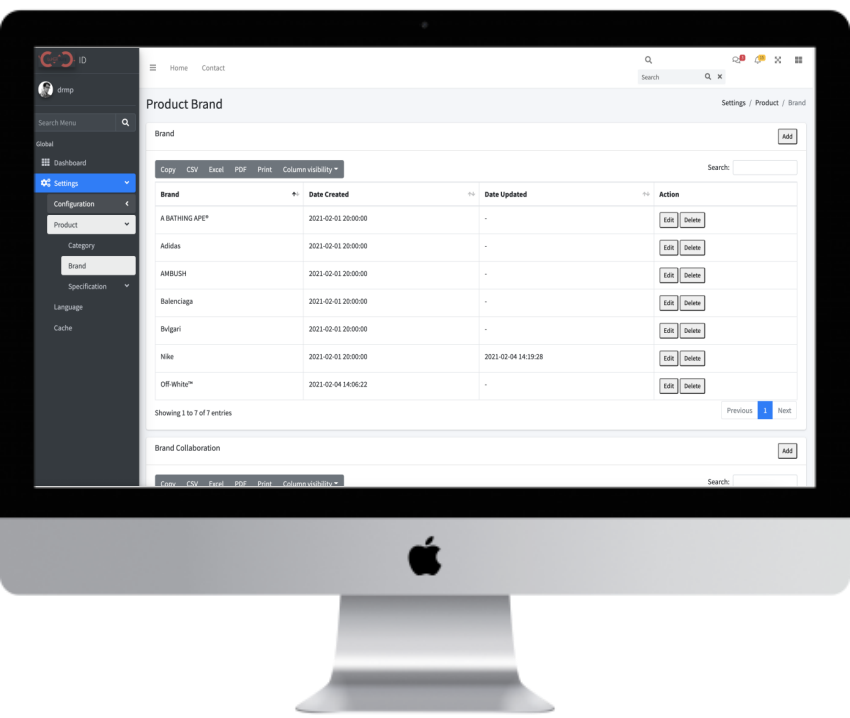 ID
Home Contact
Search
drmp
Search Menu
Global
Dashboard
Settings
Configuration
Product
Category
Brand
Specification
Language
Cache
Product Brand
Settings / Product / Brand
Brand
Add
Copy CSV Excel PDF Print Column visibility
Search:
Brand Date Created Date Updated Action
A BATHING APE® 2021-02-01 20:00:00 - Edit Delete
Adidas 2021-02-01 20:00:00 - Edit Delete
AMBUSH 2021-02-01 20:00:00 - Edit Delete
Balenciaga 2021-02-01 20:00:00 - Edit Delete
Bvlgari 2021-02-01 20:00:00 - Edit Delete
Nike 2021-02-01 20:00:00 2021-02-04 14:19:28 Edit Delete
Off-White™ 2021-02-04 14:06:22 - Edit Delete
Showing 1 to 7 of 7 entries
Previous 1 Next
Brand Collaboration
Add
Copy CSV Excel PDF Print Column visibility
Search: